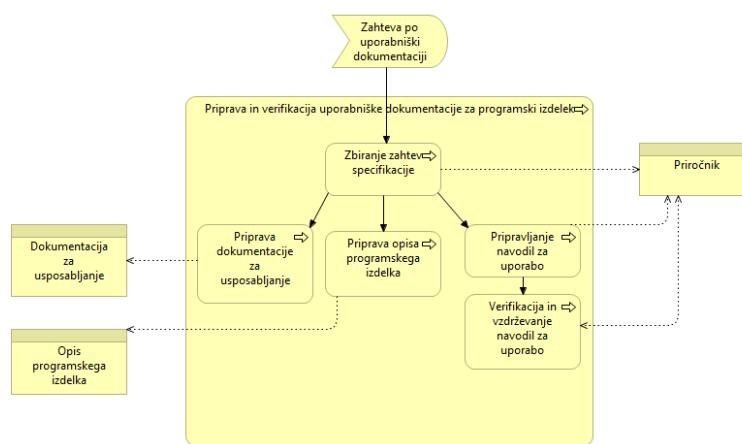 Zahteva po
uporabniški
dokumentaciji
Priprava in verifikacija uporabniške dokumentacije za programski izdelek
Zbiranje zahtev
specifikacije
Priročnik
Priprava
dokumentacije
za
usposabljanje
Priprava opisa
programskega
izdelka
Pripravljanje
navodil za
uporabo
Dokumentacija
za
usposabljanje
Verifikacija in
vzdrževanje
navodil za
uporabo
Opis
programskega
izdelka